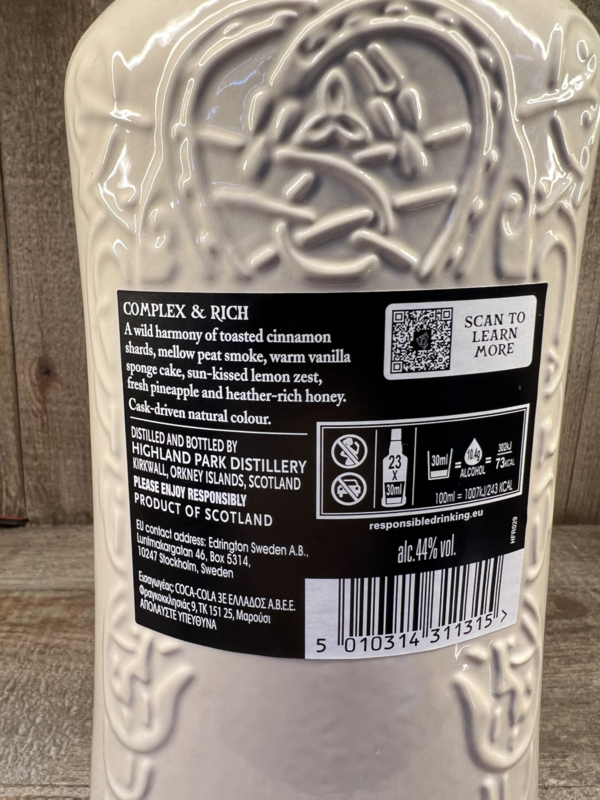 COMPLEX & RICH
A wild harmony of toasted cinnamon
shards, mellow peat smoke, warm vanilla
sponge cake, sun-kissed lemon zest,
fresh pineapple and heather-rich honey.
Cask-driven natural colour.
DISTILLED AND BOTTLED BY
HIGHLAND PARK DISTILLERY
KIRKWALL, ORKNEY ISLANDS, SCOTLAND
PLEASE ENJOY RESPONSIBLY
PRODUCT OF SCOTLAND
EU contact address: Edrington Sweden A.B.,
Luntmakargatan 46, Box 5314,
10247 Stockholm, Sweden
Εισαγωγέας: COCA-COLA 3E ΕΛΛΑΔΟΣ Α.Β.Ε.Ε.
Φραγκοκκλησιάς 9, ΤΚ 151 25, Μαρούσι
ΑΠΟΛΑΥΣΤΕ ΥΠΕΥΘΥΝΑ
SCAN TO
LEARN
MORE
23
X
30ml
30ml = 10.4g ALCOHOL = 302kJ 73KCAL
100ml = 1007kJ/243 KCAL
responsibledrinking.eu
alc. 44% vol.
HFR029
5 010314 311315 >